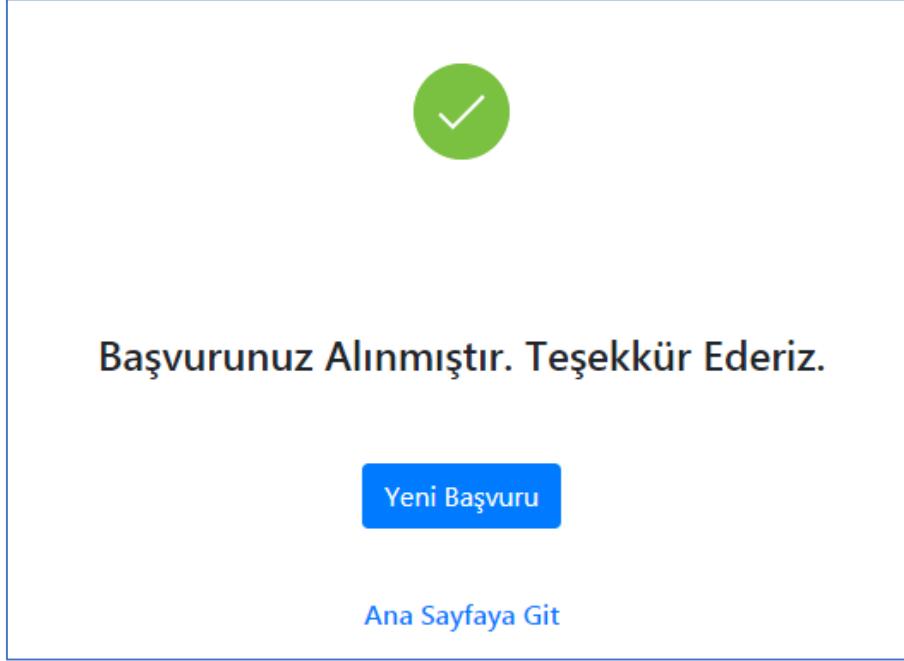 Başvurunuz Alınmıştır. Teşekkür Ederiz.
Yeni Başvuru
Ana Sayfaya Git